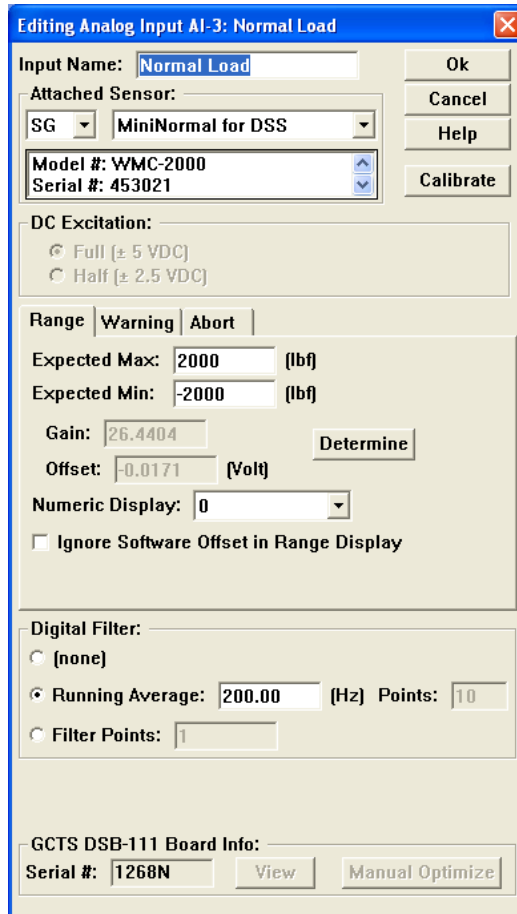 Editing Analog Input AI-3: Normal Load
Input Name: Normal Load
Ok
Attached Sensor:
Cancel
SG MiniNormal for DSS
Help
Model #: WMC-2000
Serial #: 453021
Calibrate
DC Excitation:
Full (± 5 VDC)
Half (± 2.5 VDC)
Range Warning Abort
Expected Max: 2000 (lbf)
Expected Min: -2000 (lbf)
Gain: 26.4404
Determine
Offset: -0.0171 (Volt)
Numeric Display: 0
Ignore Software Offset in Range Display
Digital Filter:
(none)
Running Average: 200.00 (Hz) Points: 10
Filter Points: 1
GCTS DSB-111 Board Info:
Serial #: 1268N View Manual Optimize